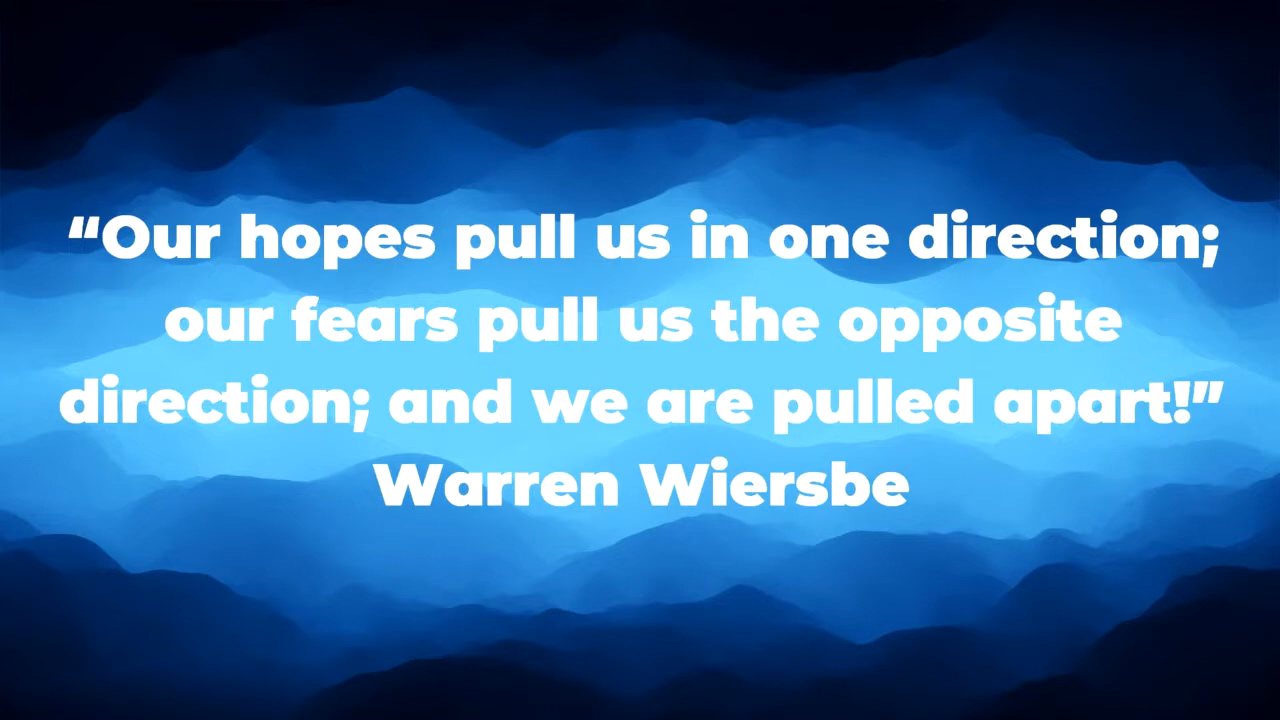 “Our hopes pull us in one direction;
our fears pull us the opposite
direction; and we are pulled apart!”
Warren Wiersbe